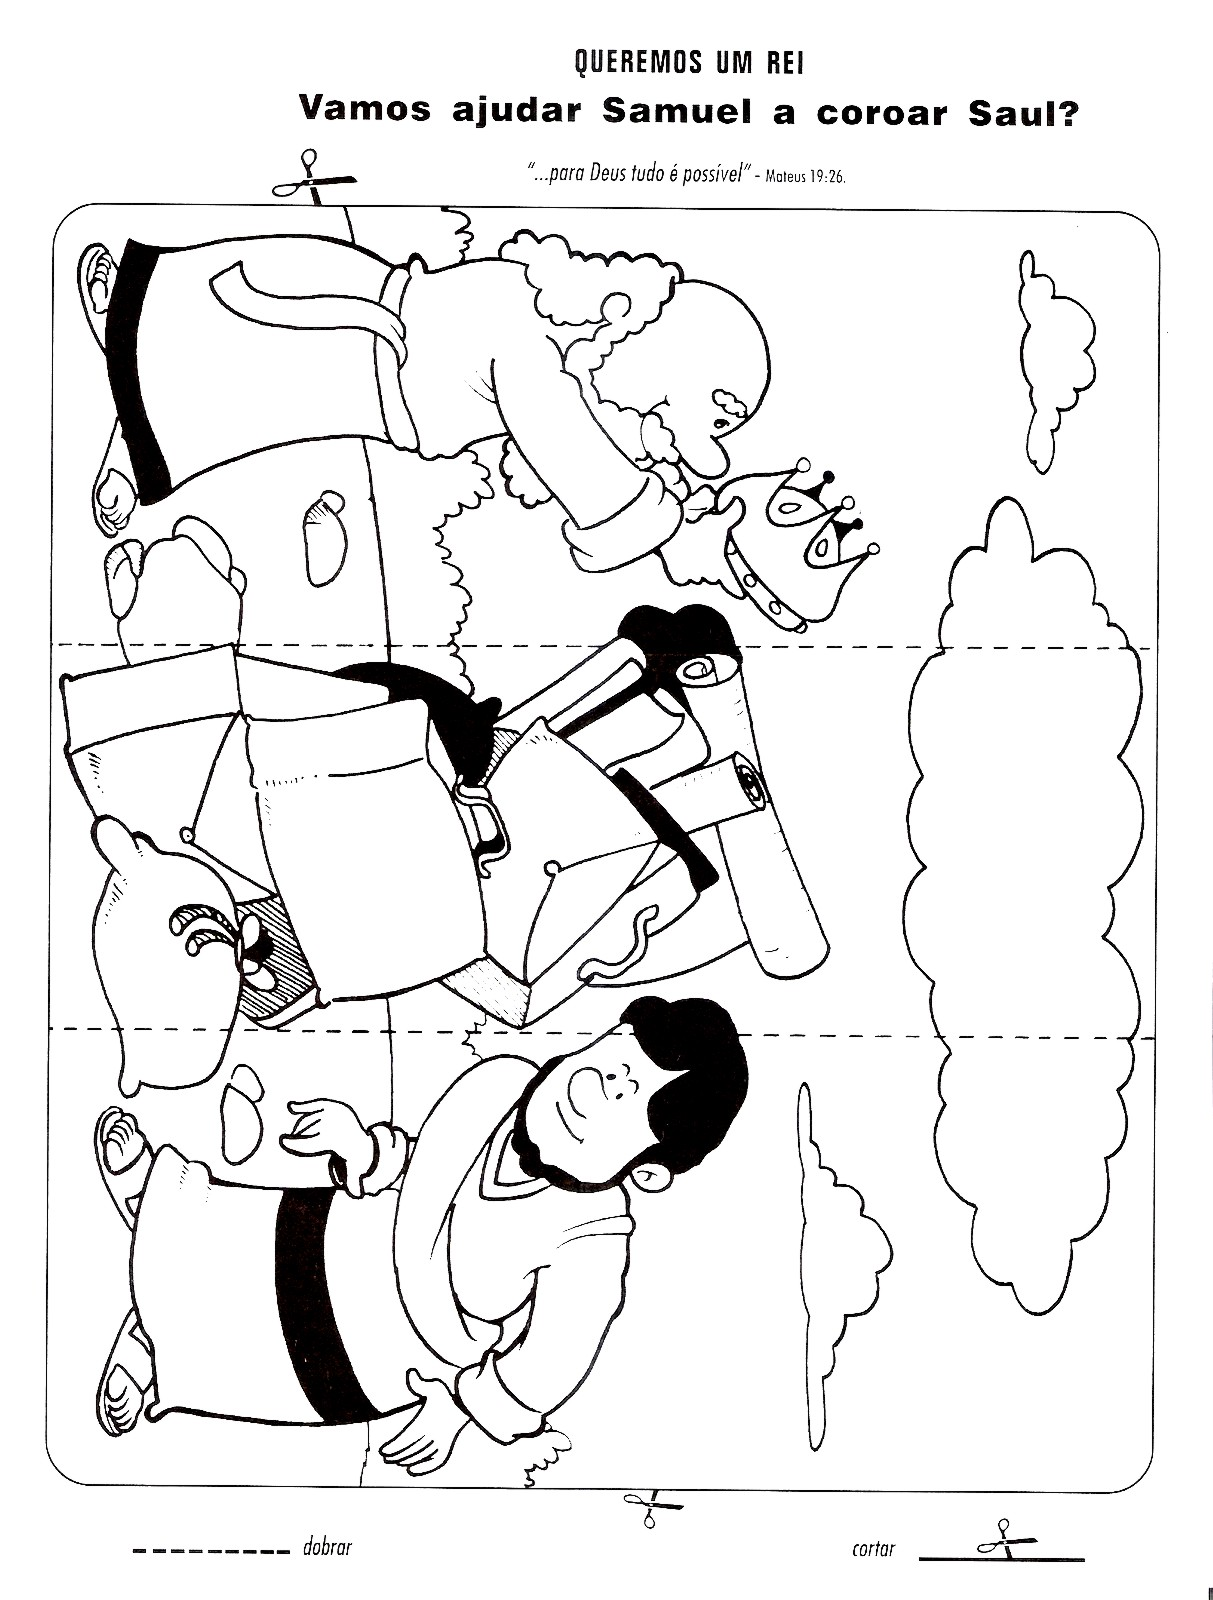 QUEREMOS UM REI
Vamos ajudar Samuel a coroar Saul?
“...para Deus tudo é possível” - Mateus 19:26.
dobrar
cortar